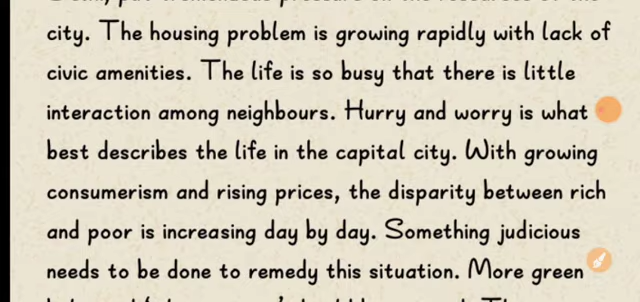 city. The housing problem is growing rapidly with lack of
civic amenities. The life is so busy that there is little
interaction among neighbours. Hurry and worry is what
best describes the life in the capital city. With growing
consumerism and rising prices, the disparity between rich
and poor is increasing day by day. Something judicious
needs to be done to remedy this situation. More green